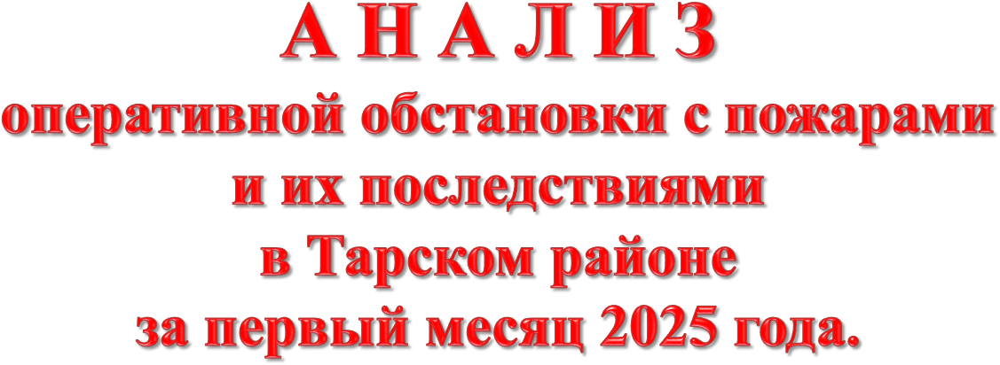 А Н А Л И З
оперативной обстановки с пожарами
и их последствиями
в Тарском районе
за первый месяц 2025 года.